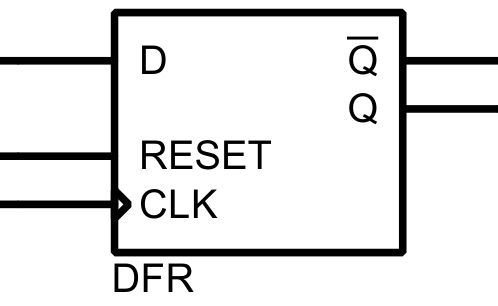 D Q̅
Q
RESET
CLK
DFR